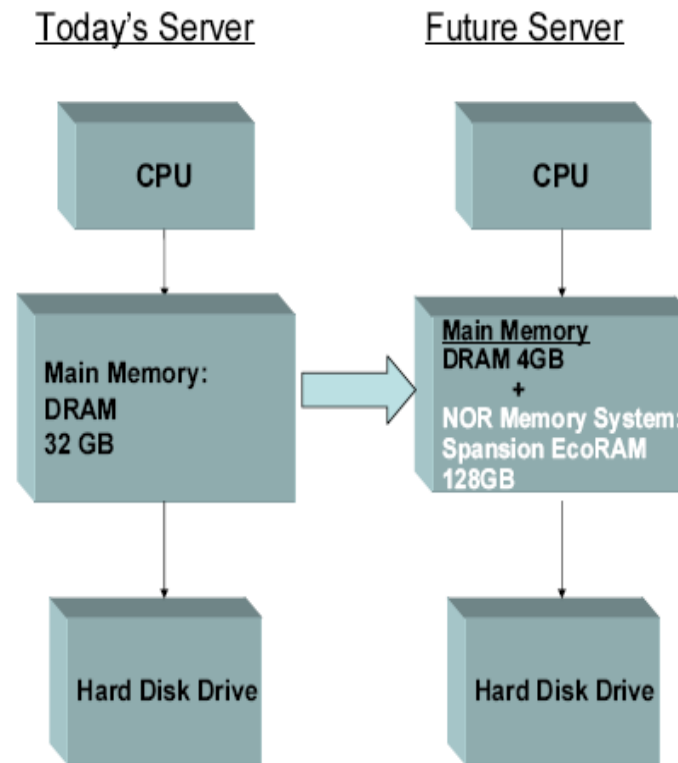 Today's Server
CPU
Main Memory:
DRAM
32 GB
Hard Disk Drive
Future Server
CPU
Main Memory
DRAM 4GB
+
NOR Memory System:
Spansion EcoRAM
128GB
Hard Disk Drive